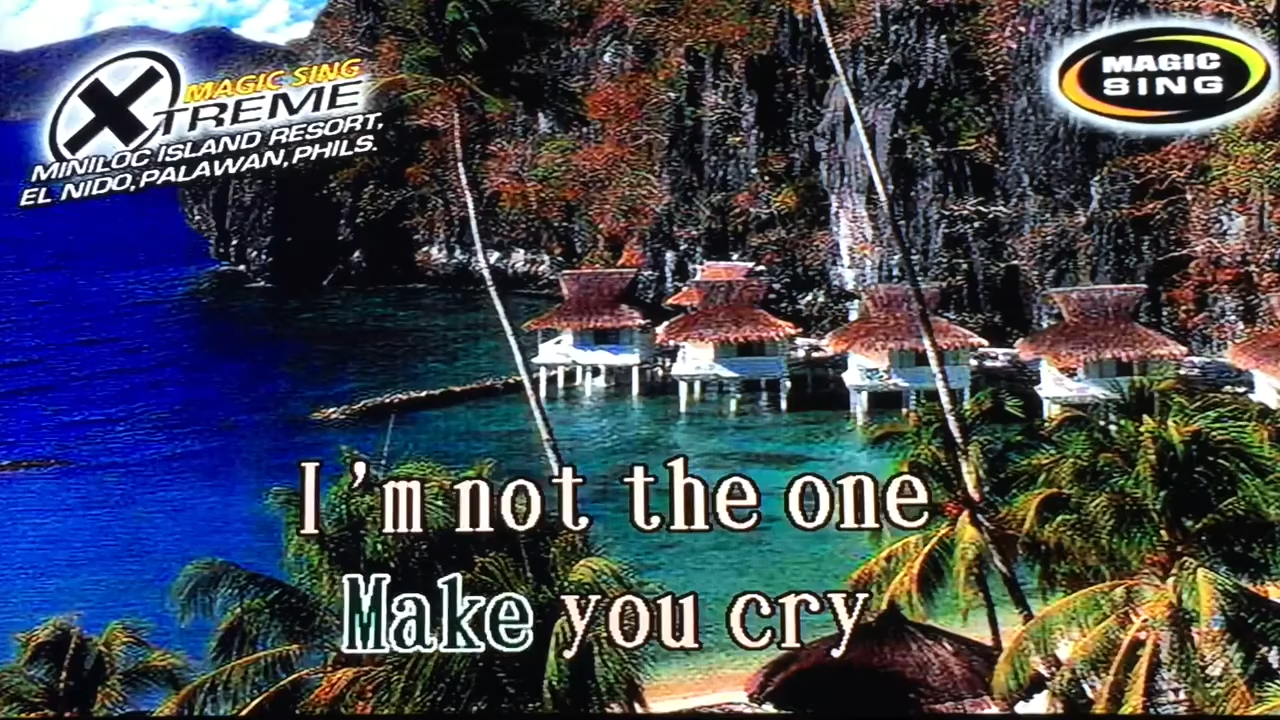 MAGIC SING
XTREME
MINILOC ISLAND RESORT,
EL NIDO, PALAWAN, PHILS.
MAGIC
SING
I'm not the one
Make you cry